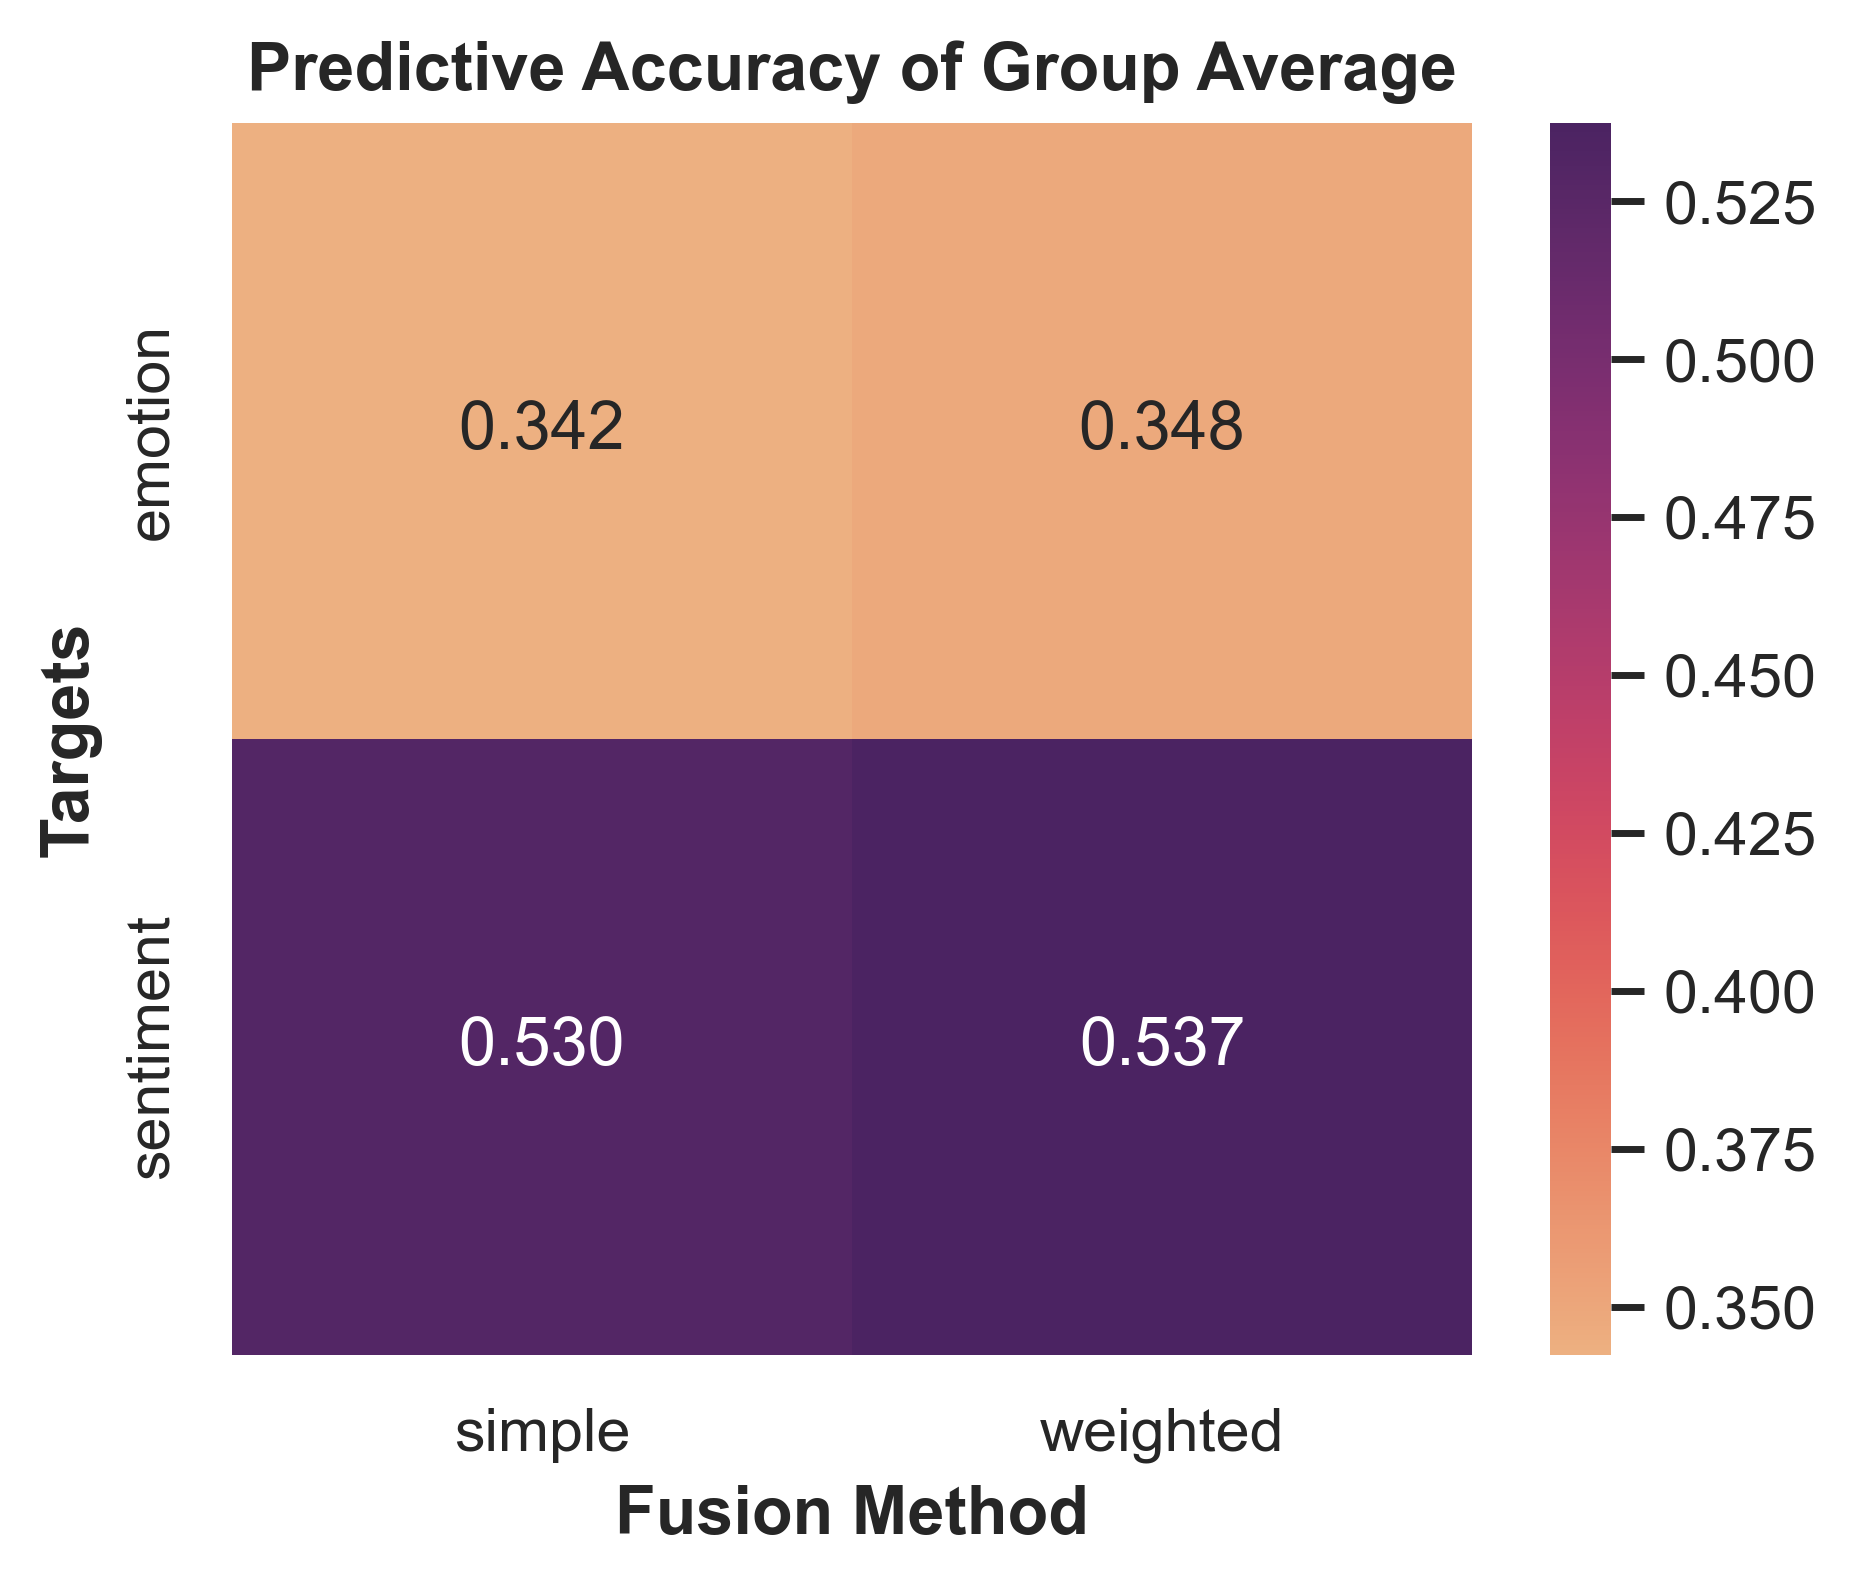 Predictive Accuracy of Group Average
Targets
emotion
sentiment
0.342
0.348
0.530
0.537
simple
weighted
Fusion Method
0.525
0.500
0.475
0.450
0.425
0.400
0.375
0.350